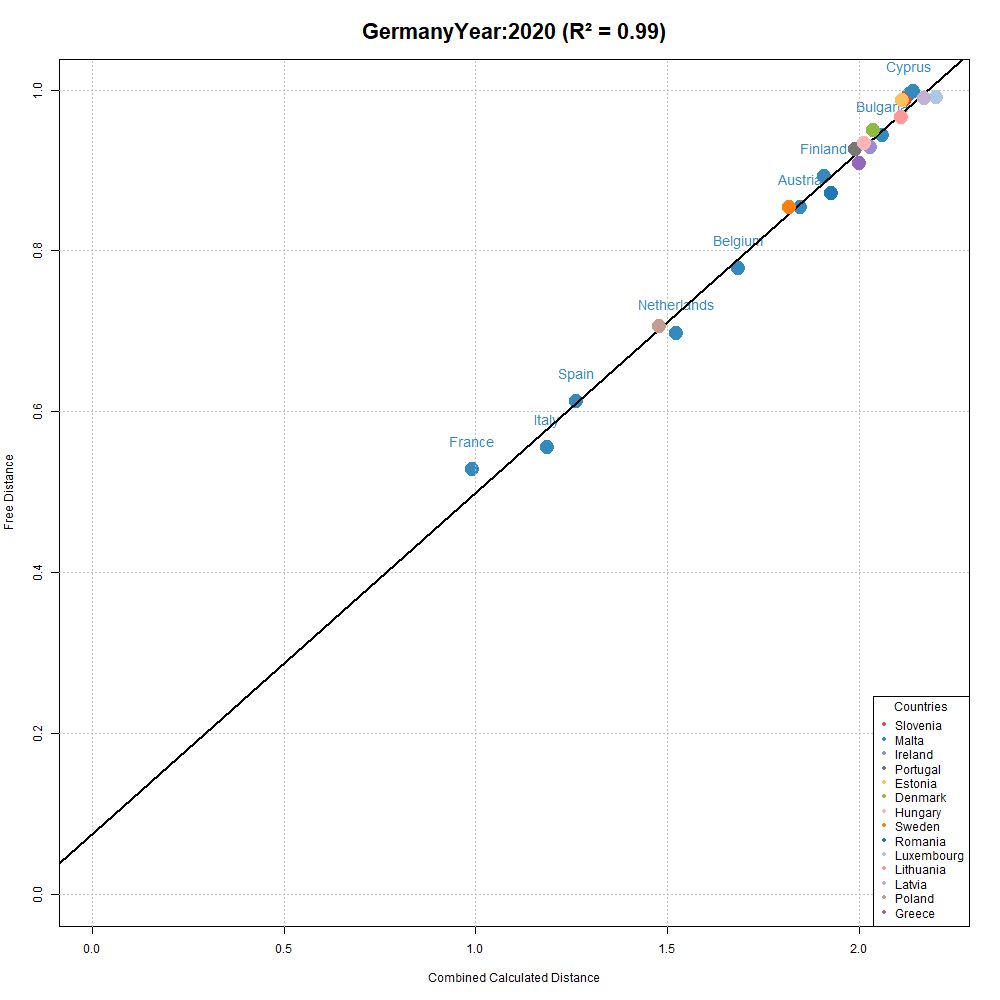 GermanyYear:2020 (R² = 0.99)
Cyprus
Bulgaria
Finland
Austria
Belgium
Netherlands
Spain
Italy
France
1.0
0.8
0.6
0.4
0.2
0.0
Free Distance
0.0 0.5 1.0 1.5 2.0
Combined Calculated Distance
Countries
Slovenia
Malta
Ireland
Portugal
Estonia
Denmark
Hungary
Sweden
Romania
Luxembourg
Lithuania
Latvia
Poland
Greece